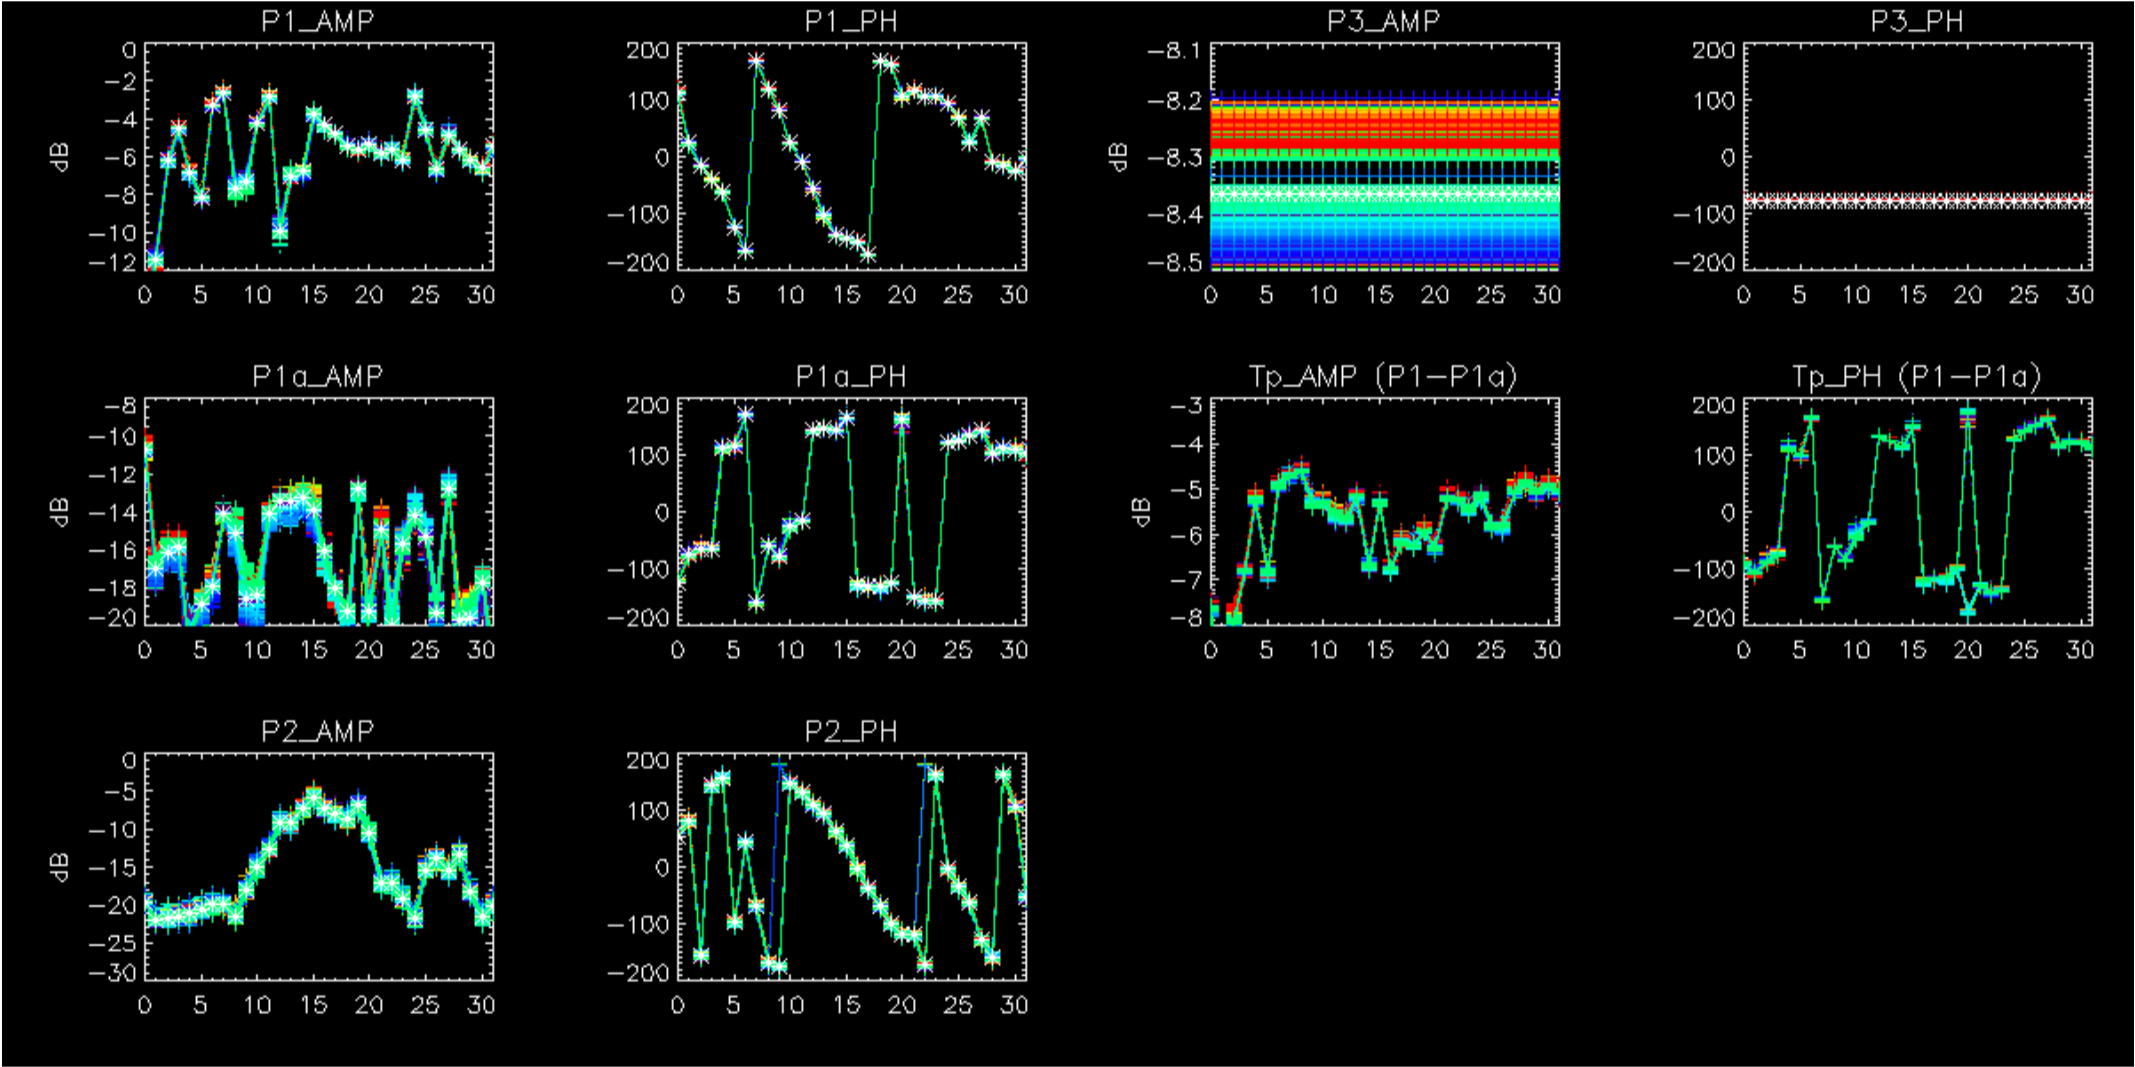 P1_AMP
0
−2
−4
−6
−8
−10
−12
dB
0 5 10 15 20 25 30
P1_PH
200
100
0
−100
−200
0 5 10 15 20 25 30
P3_AMP
−8.1
−8.2
−8.3
−8.4
−8.5
dB
0 5 10 15 20 25 30
P3_PH
200
100
0
−100
−200
0 5 10 15 20 25 30
P1a_AMP
−8
−10
−12
−14
−16
−18
−20
dB
0 5 10 15 20 25 30
P1a_PH
200
100
0
−100
−200
0 5 10 15 20 25 30
Tp_AMP (P1−P1a)
−3
−4
−5
−6
−7
−8
dB
0 5 10 15 20 25 30
Tp_PH (P1−P1a)
200
100
0
−100
−200
0 5 10 15 20 25 30
P2_AMP
0
−5
−10
−15
−20
−25
−30
dB
0 5 10 15 20 25 30
P2_PH
200
100
0
−100
−200
0 5 10 15 20 25 30